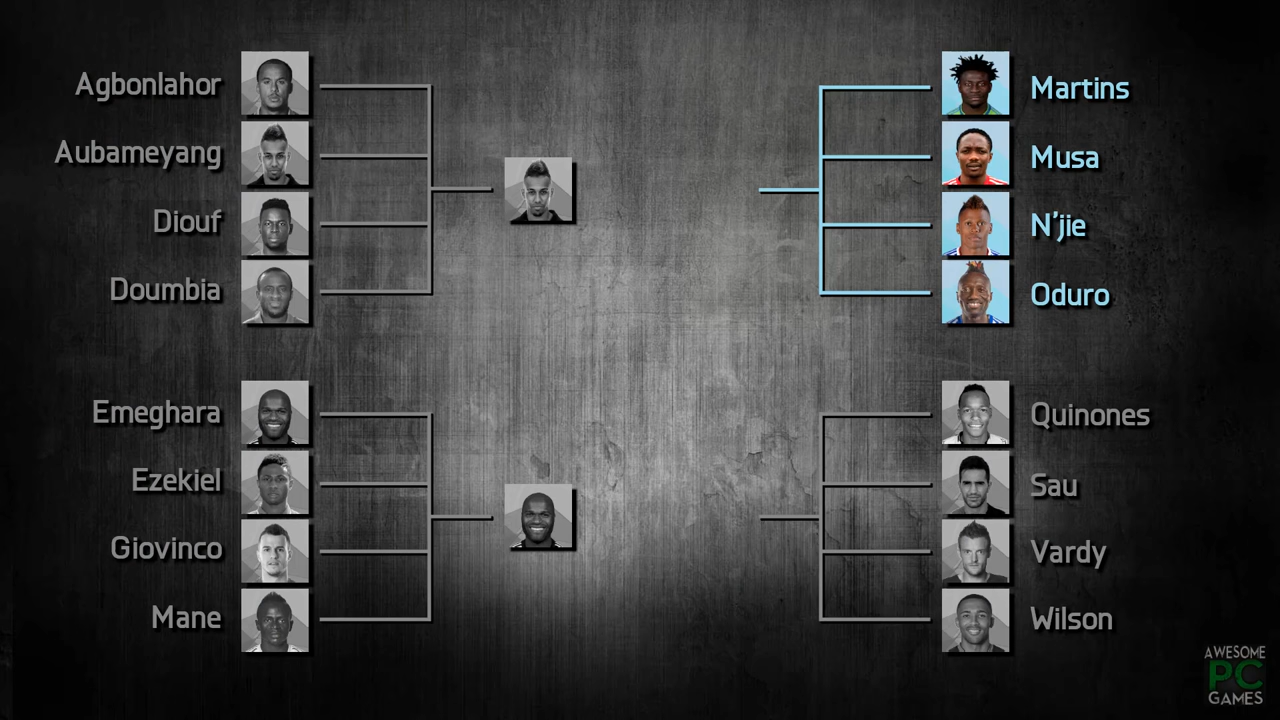 Agbonlahor
Aubameyang
Diouf
Doumbia
Emeghara
Ezekiel
Giovinco
Mane
Martins
Musa
N'jie
Oduro
Quinones
Sau
Vardy
Wilson
AWESOME
PC
GAMES